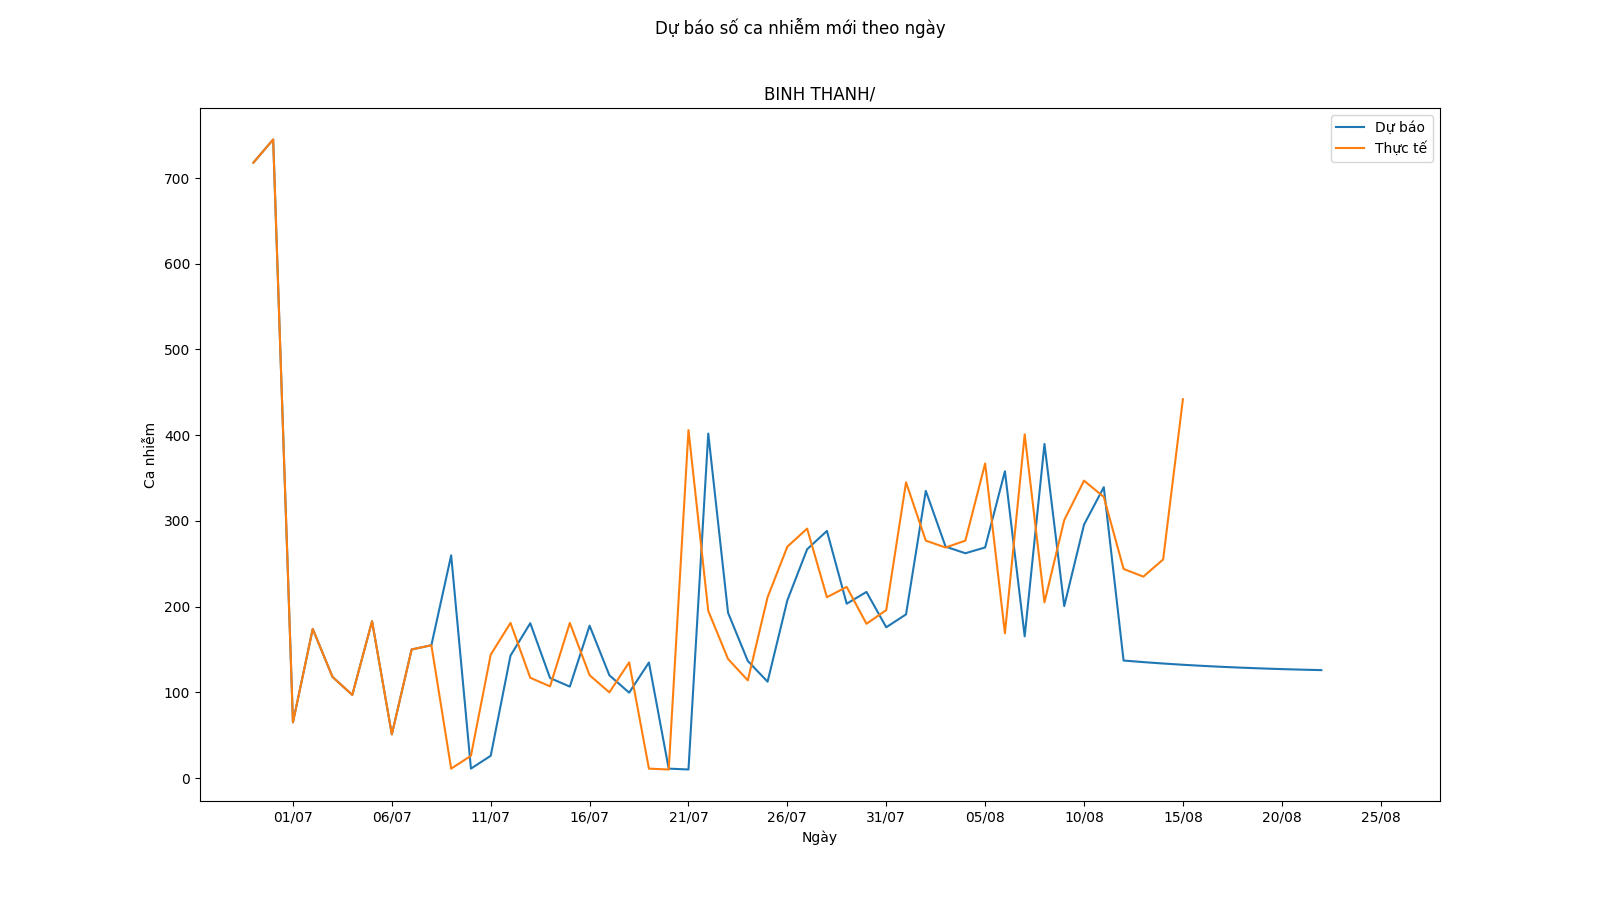 Dự báo số ca nhiễm mới theo ngày
BINH THANH/
Dự báo
Thực tế
700
600
500
400
300
200
100
0
Ca nhiễm
01/07 06/07 11/07 16/07 21/07 26/07 31/07 05/08 10/08 15/08 20/08 25/08
Ngày